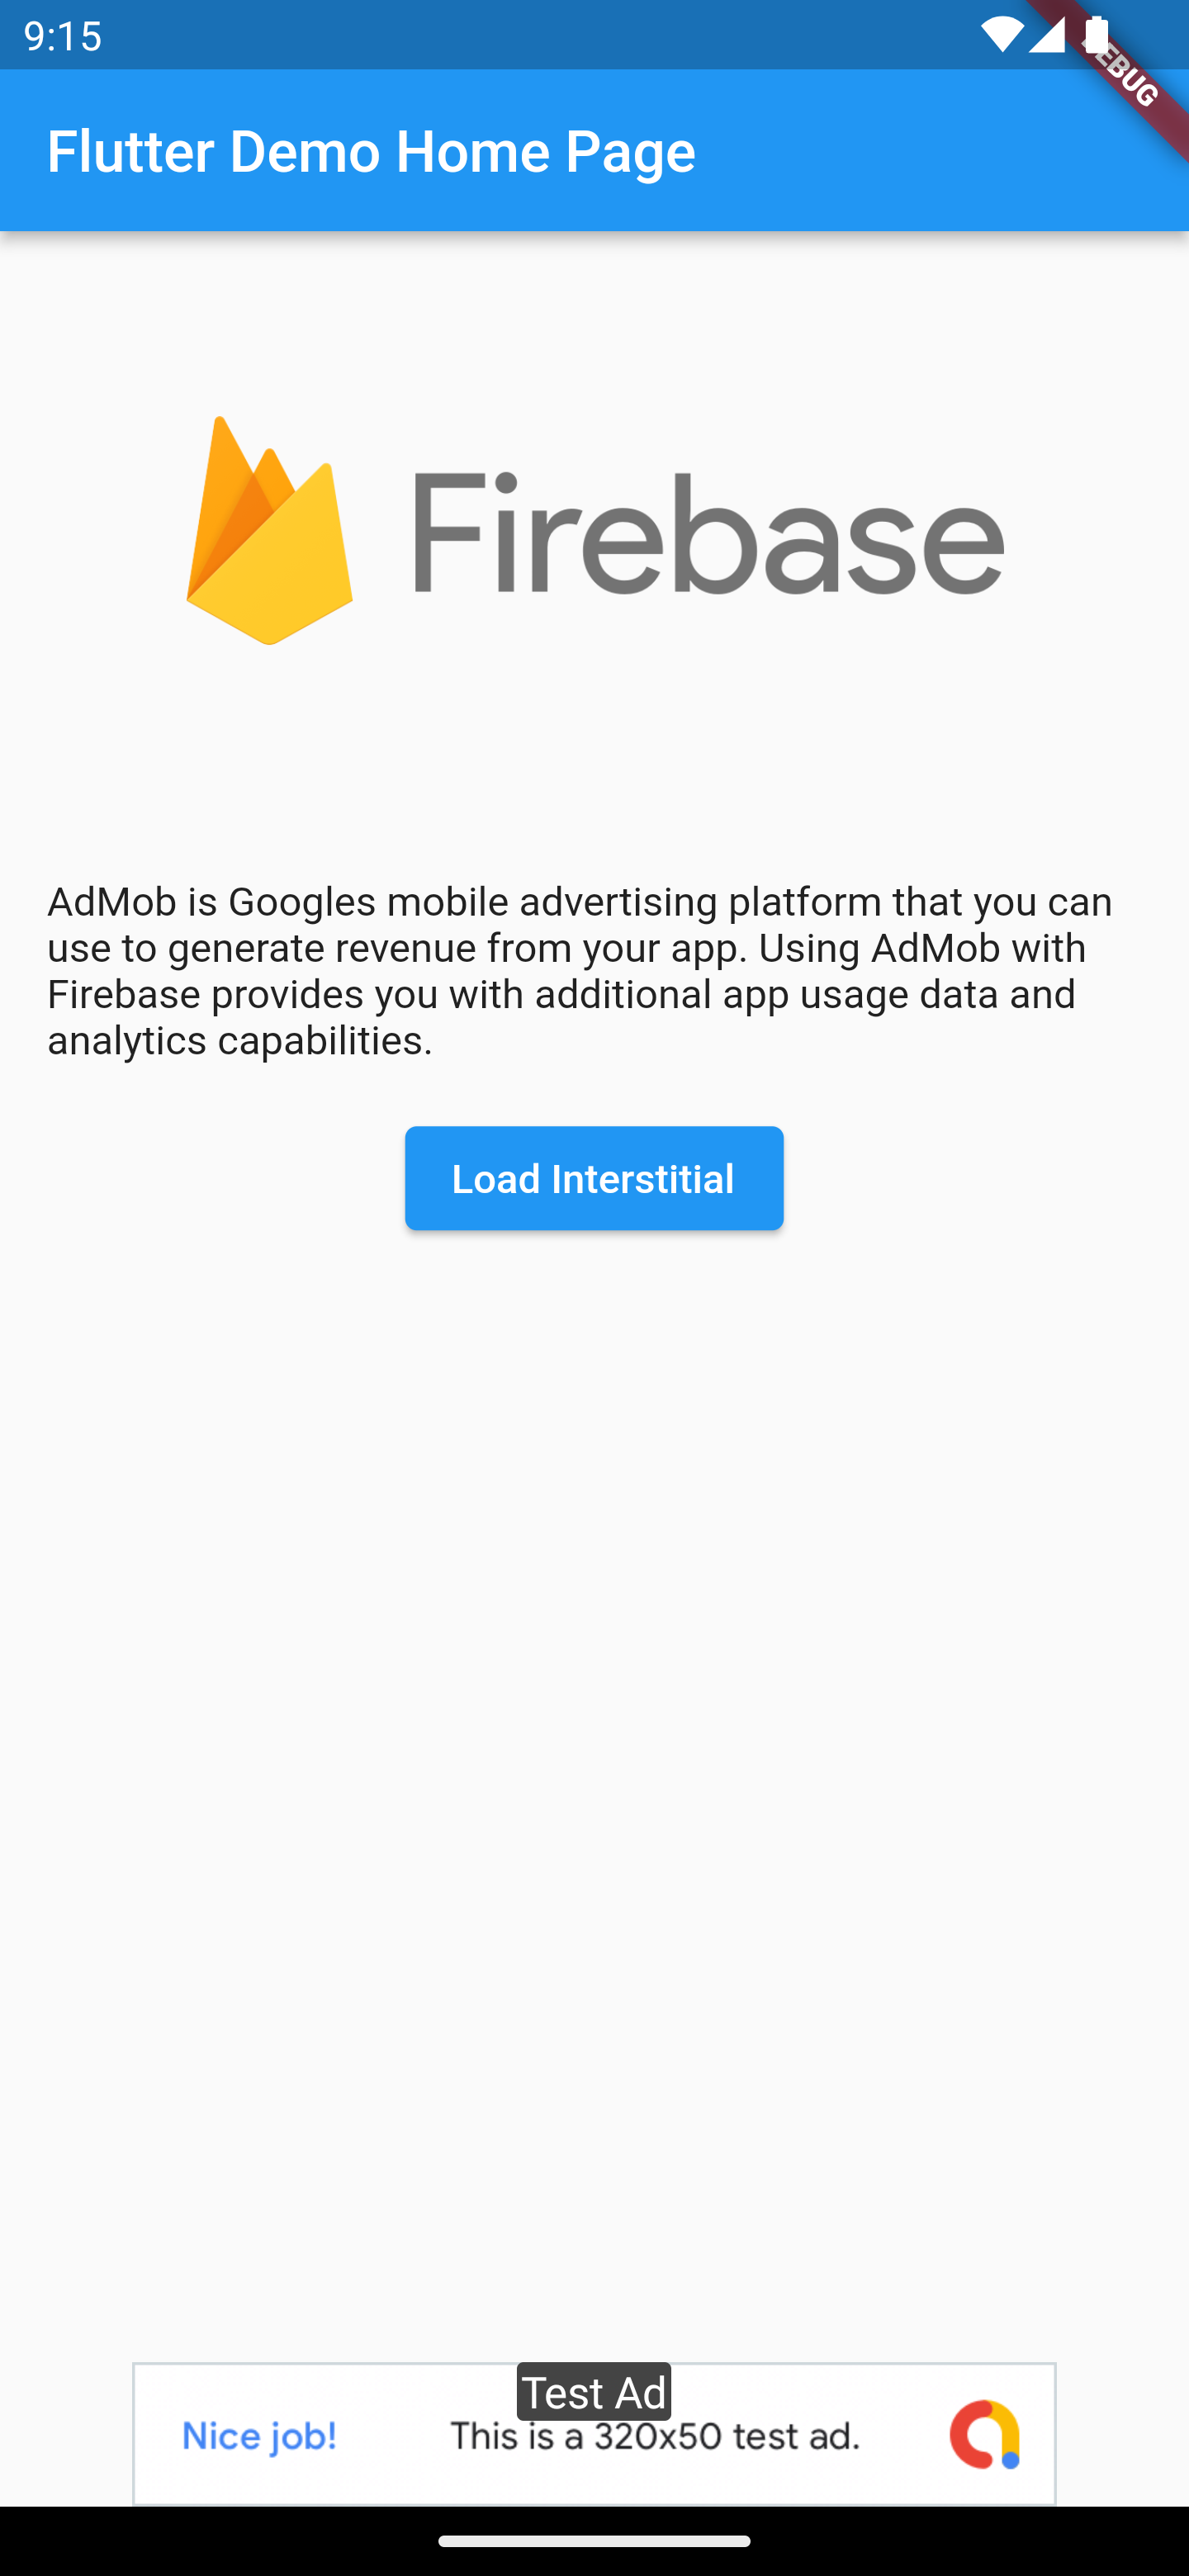 9:15
DEBUG
Flutter Demo Home Page
Firebase
AdMob is Googles mobile advertising platform that you can
use to generate revenue from your app. Using AdMob with
Firebase provides you with additional app usage data and
analytics capabilities.
Load Interstitial
Test Ad
Nice job!
This is a 320x50 test ad.